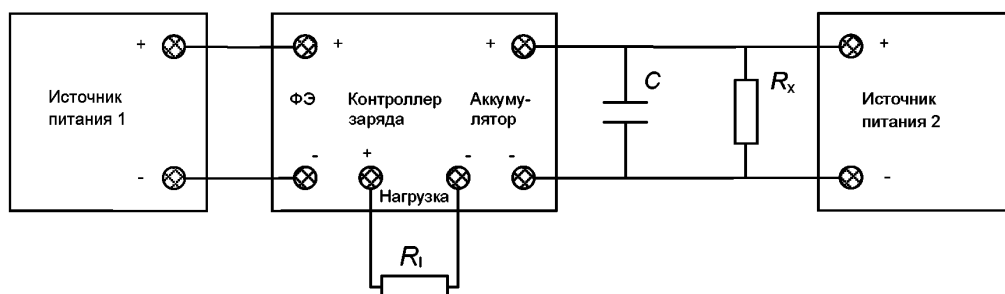 + + + +
C
Rx
ФЭ Контроллер заряда
Аккуму-
лятор
Источник
питания 1
Источник
питания 2
- - + - - -
Нагрузка
Rl